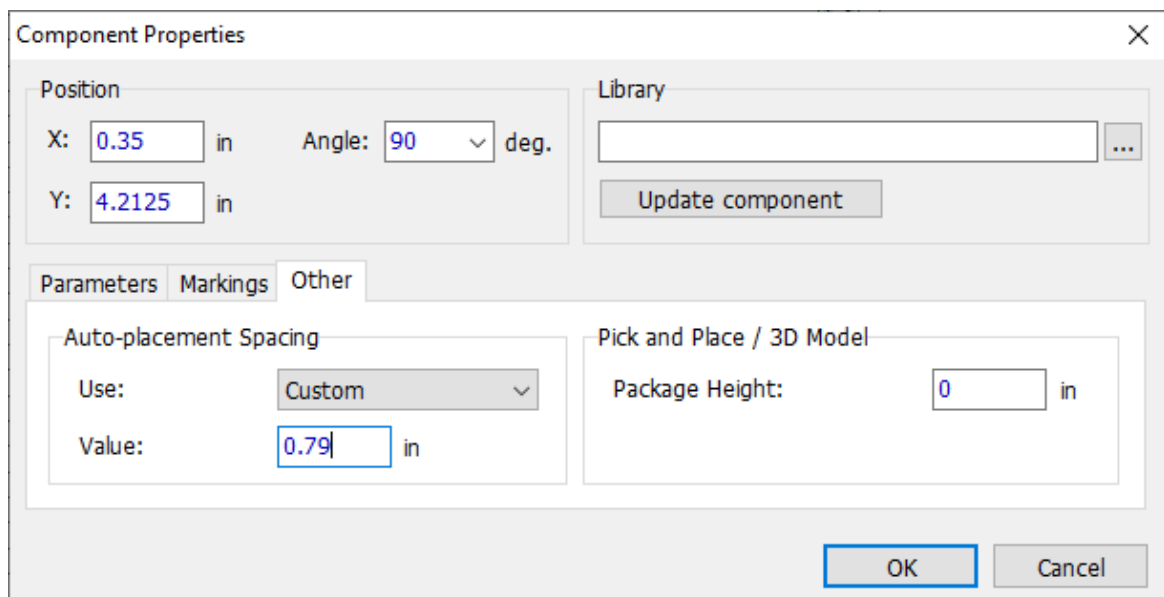 Component Properties
Position
X: 0.35 in Angle: 90 deg.
Y: 4.2125 in
Library
...
Update component
Parameters Markings Other
Auto-placement Spacing
Use: Custom
Value: 0.79 in
Pick and Place / 3D Model
Package Height: 0 in
OK Cancel